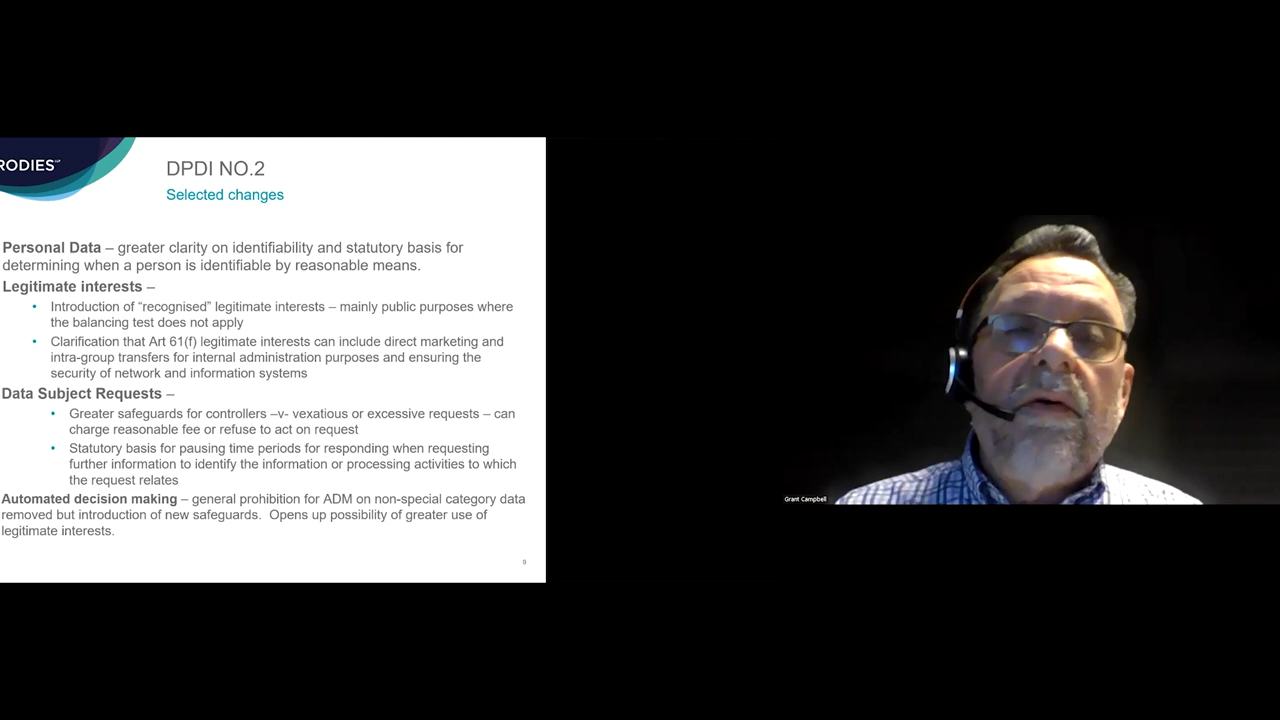 RODIES LLP
DPDI NO.2
Selected changes
Personal Data – greater clarity on identifiability and statutory basis for
determining when a person is identifiable by reasonable means.
Legitimate interests –
• Introduction of “recognised” legitimate interests – mainly public purposes where
the balancing test does not apply
• Clarification that Art 61(f) legitimate interests can include direct marketing and
intra-group transfers for internal administration purposes and ensuring the
security of network and information systems
Data Subject Requests –
• Greater safeguards for controllers –v- vexatious or excessive requests – can
charge reasonable fee or refuse to act on request
• Statutory basis for pausing time periods for responding when requesting
further information to identify the information or processing activities to which
the request relates
Automated decision making – general prohibition for ADM on non-special category data
removed but introduction of new safeguards. Opens up possibility of greater use of
legitimate interests.
9
Grant Campbell